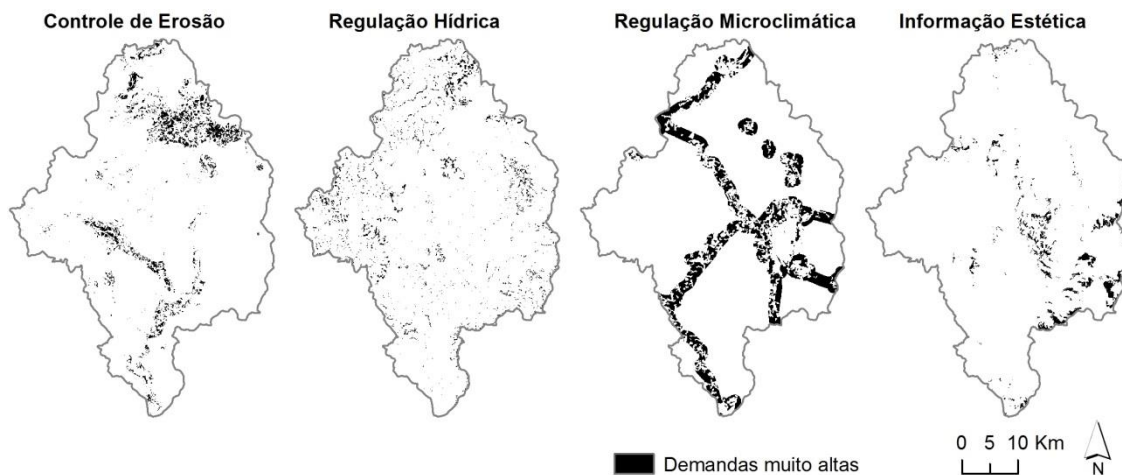 Controle de Erosão
Regulação Hídrica
Regulação Microclimática
Informação Estética
Demandas muito altas
0 5 10 Km
N